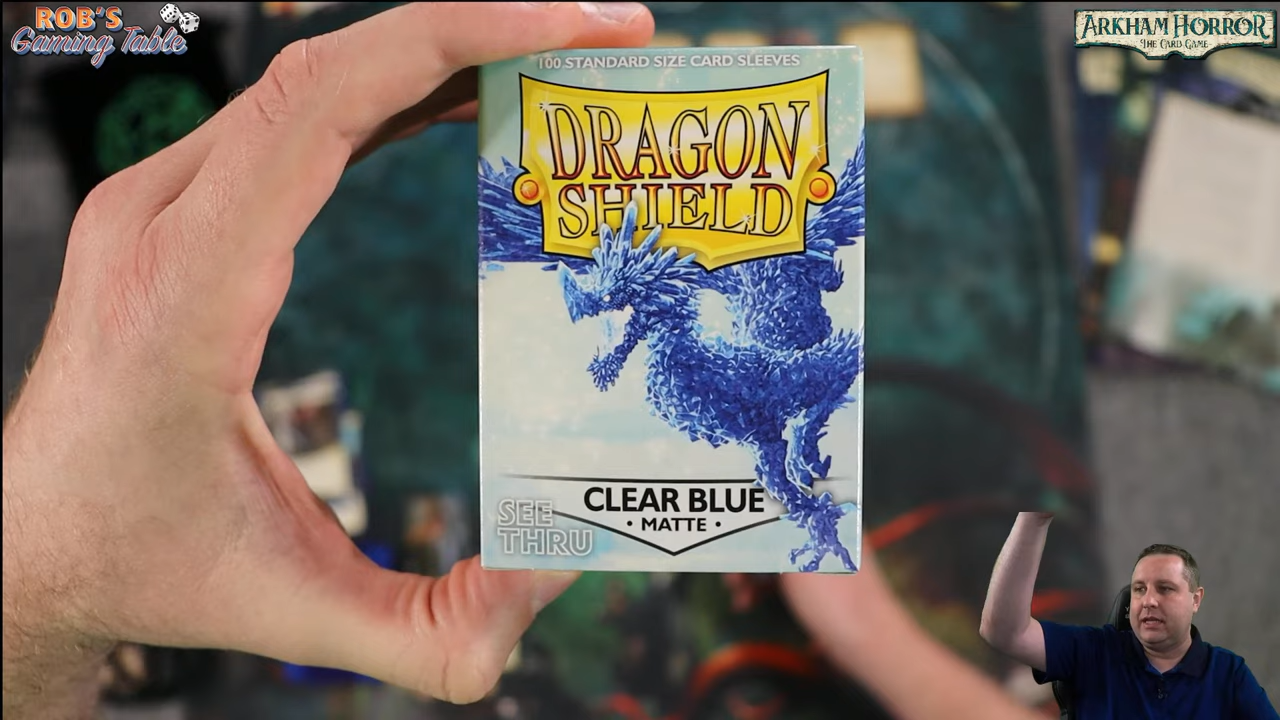 ROB'S
Gaming Table
ARKHAM HORROR
THE CARD GAME
100 STANDARD SIZE CARD SLEEVES
DRAGON
SHIELD
CLEAR BLUE
• MATTE •
SEE
THRU